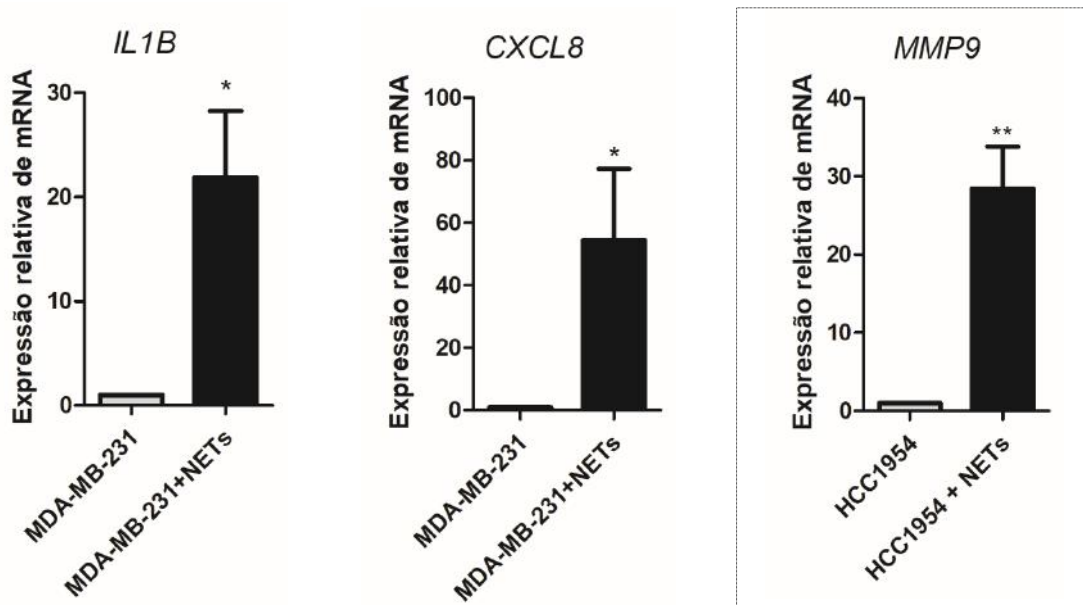 IL1B
Expressão relativa de mRNA
30
20
10
0
*
MDA-MB-231
MDA-MB-231+NETs
CXCL8
Expressão relativa de mRNA
100
80
60
40
20
0
*
MDA-MB-231
MDA-MB-231+NETs
MMP9
Expressão relativa de mRNA
40
30
20
10
0
**
HCC1954
HCC1954 + NETs